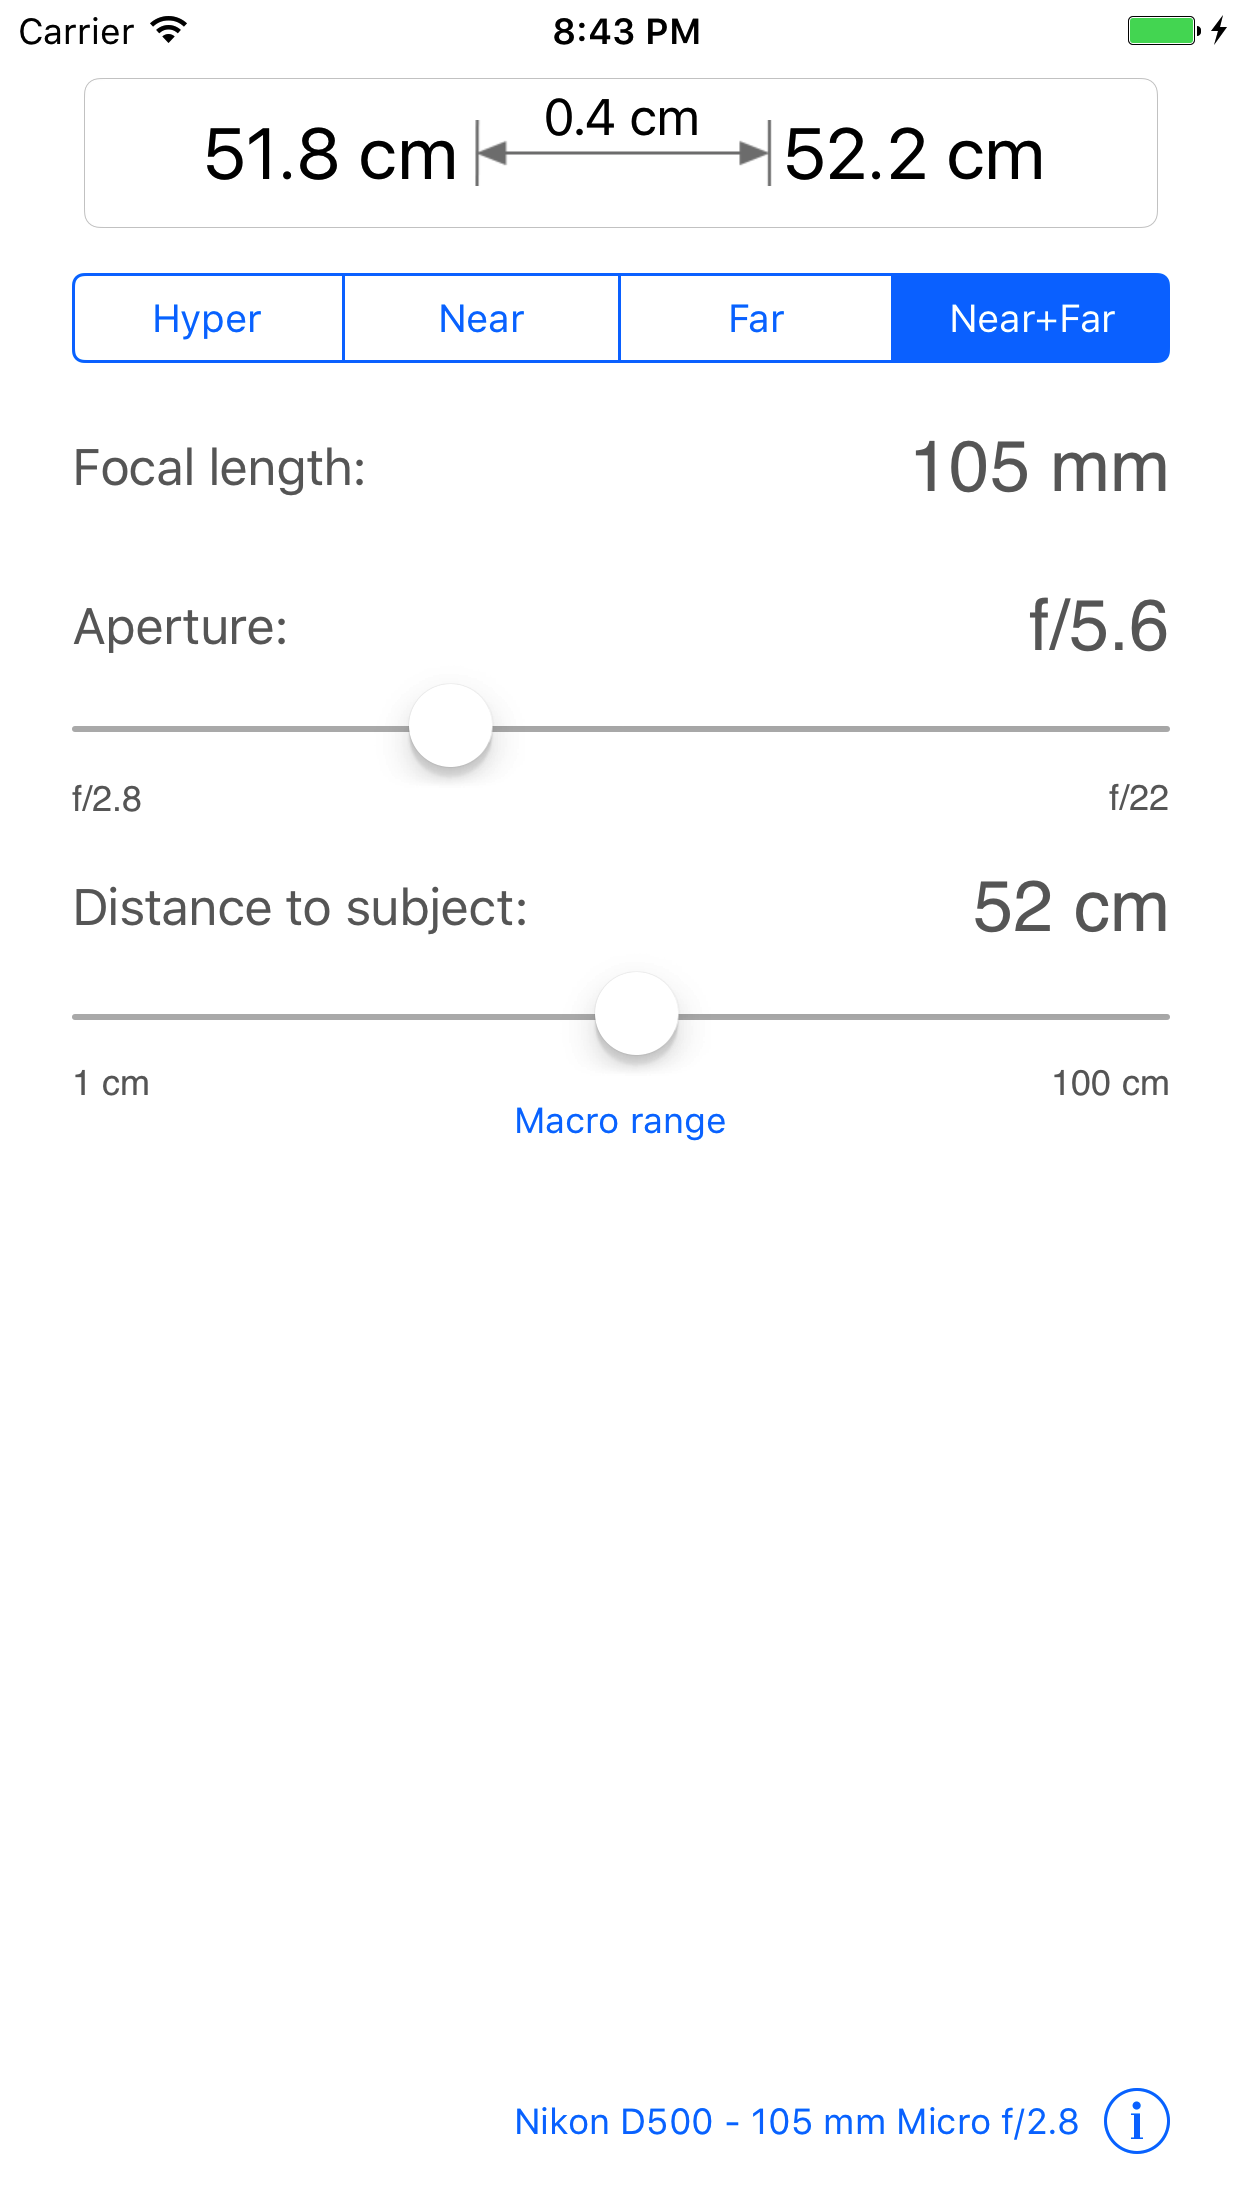 Carrier 8:43 PM
0.4 cm
51.8 cm 52.2 cm
Hyper Near Far Near+Far
Focal length: 105 mm
Aperture: f/5.6
f/2.8 f/22
Distance to subject: 52 cm
1 cm 100 cm
Macro range
Nikon D500 - 105 mm Micro f/2.8 i